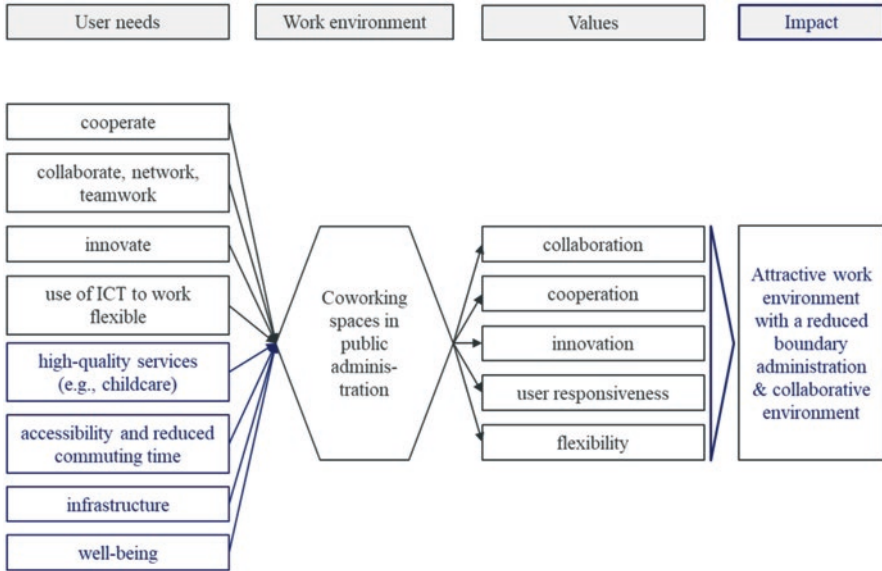 User needs
Work environment
Values
Impact
cooperate
collaborate, network,
teamwork
innovate
use of ICT to work
flexible
high-quality services
(e.g., childcare)
accessibility and reduced
commuting time
infrastructure
well-being
Coworking
spaces in
public
adminis-
tration
collaboration
cooperation
innovation
user responsiveness
flexibility
Attractive work
environment
with a reduced
boundary
administration
& collaborative
environment